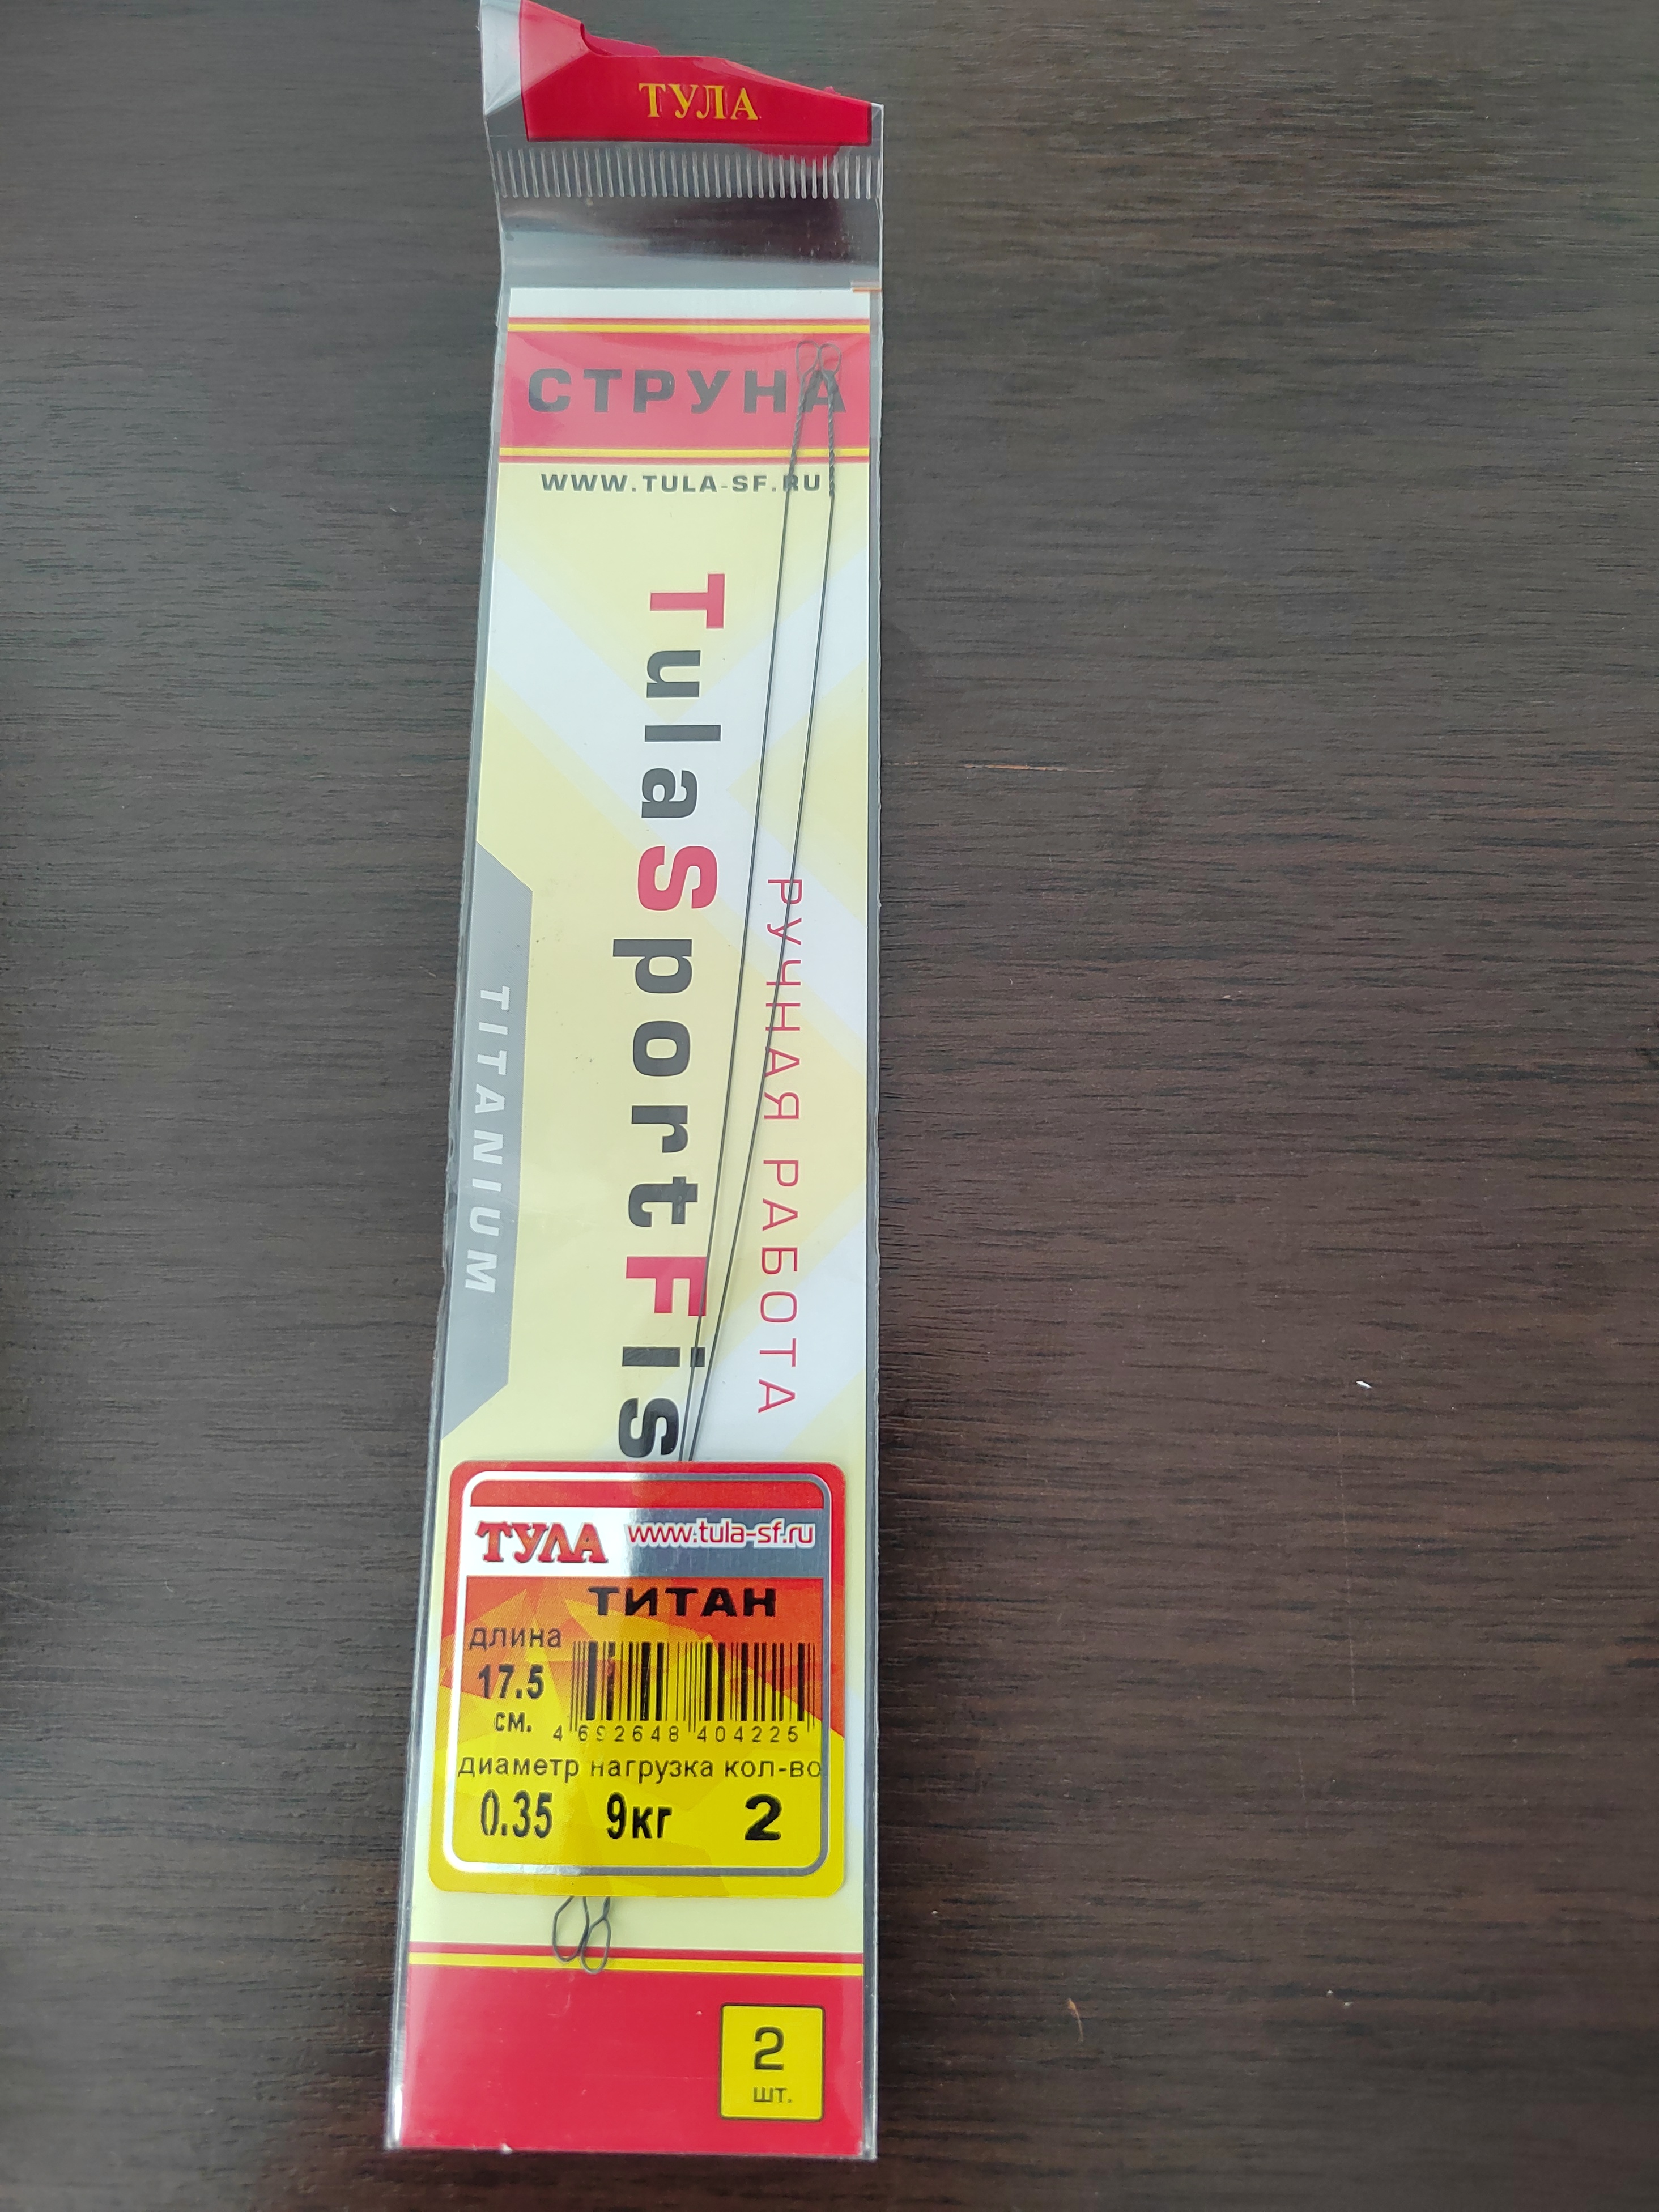 ТУЛА
СТРУНА
WWW.TULA-SF.RU
TulaSportFis
РУЧНАЯ РАБОТА
TITANIUM
ТУЛА www.tula-sf.ru
ТИТАН
длина
17.5
см.
4 692648 404225
диаметр нагрузка кол-во
0.35 9кг 2
2
шт.